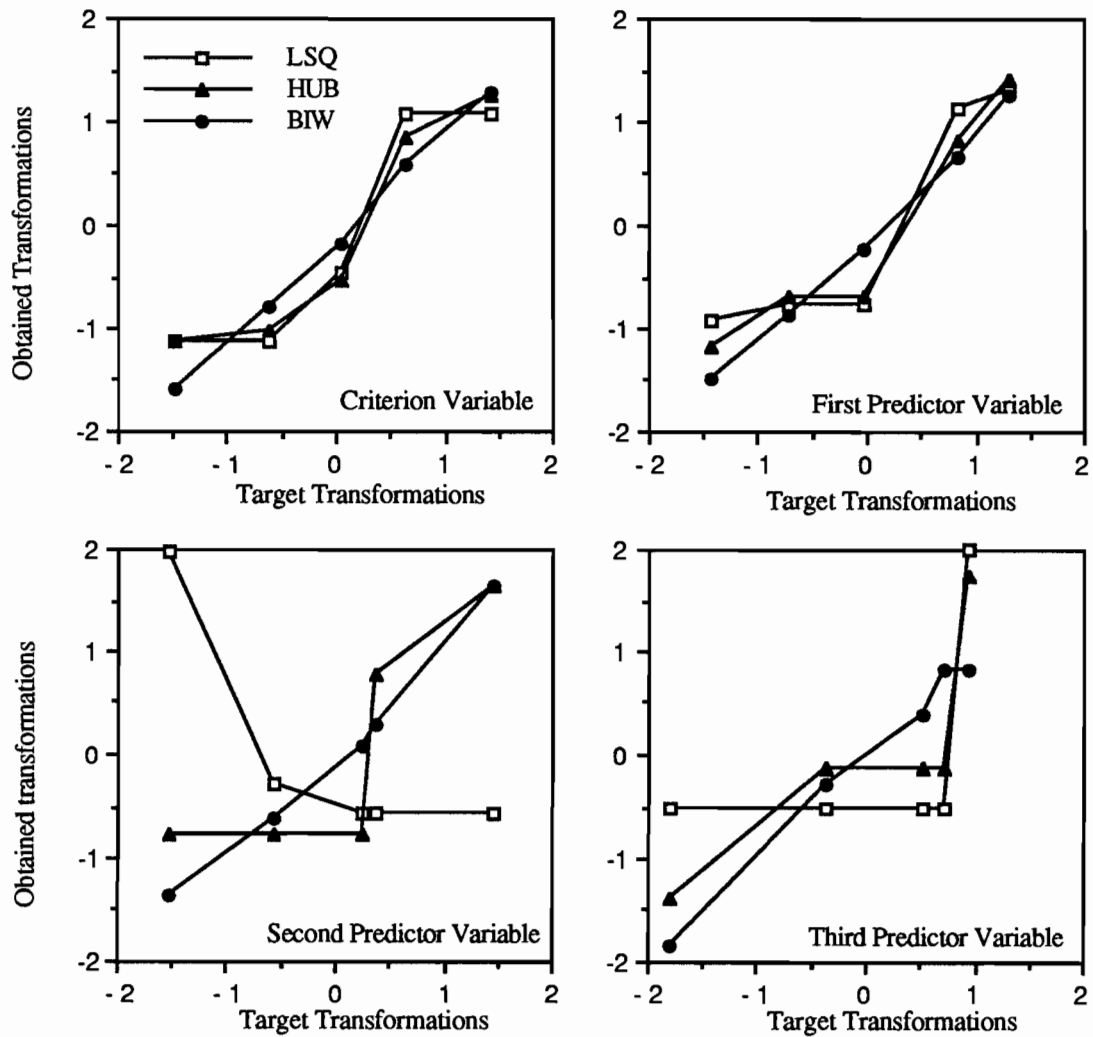 2
1
0
-1
-2
Obtained Transformations
LSQ
HUB
BIW
Criterion Variable
-2 -1 0 1 2
Target Transformations
2
1
0
-1
-2
First Predictor Variable
-2 -1 0 1 2
Target Transformations
2
1
0
-1
-2
Obtained transformations
Second Predictor Variable
-2 -1 0 1 2
Target Transformations
2
1
0
-1
-2
Third Predictor Variable
-2 -1 0 1 2
Target Transformations